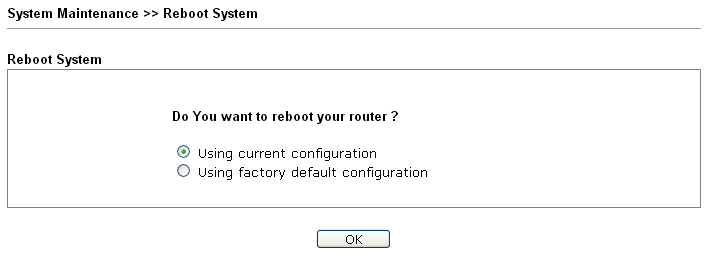 System Maintenance >> Reboot System
Reboot System
Do You want to reboot your router ?
Using current configuration
Using factory default configuration
OK